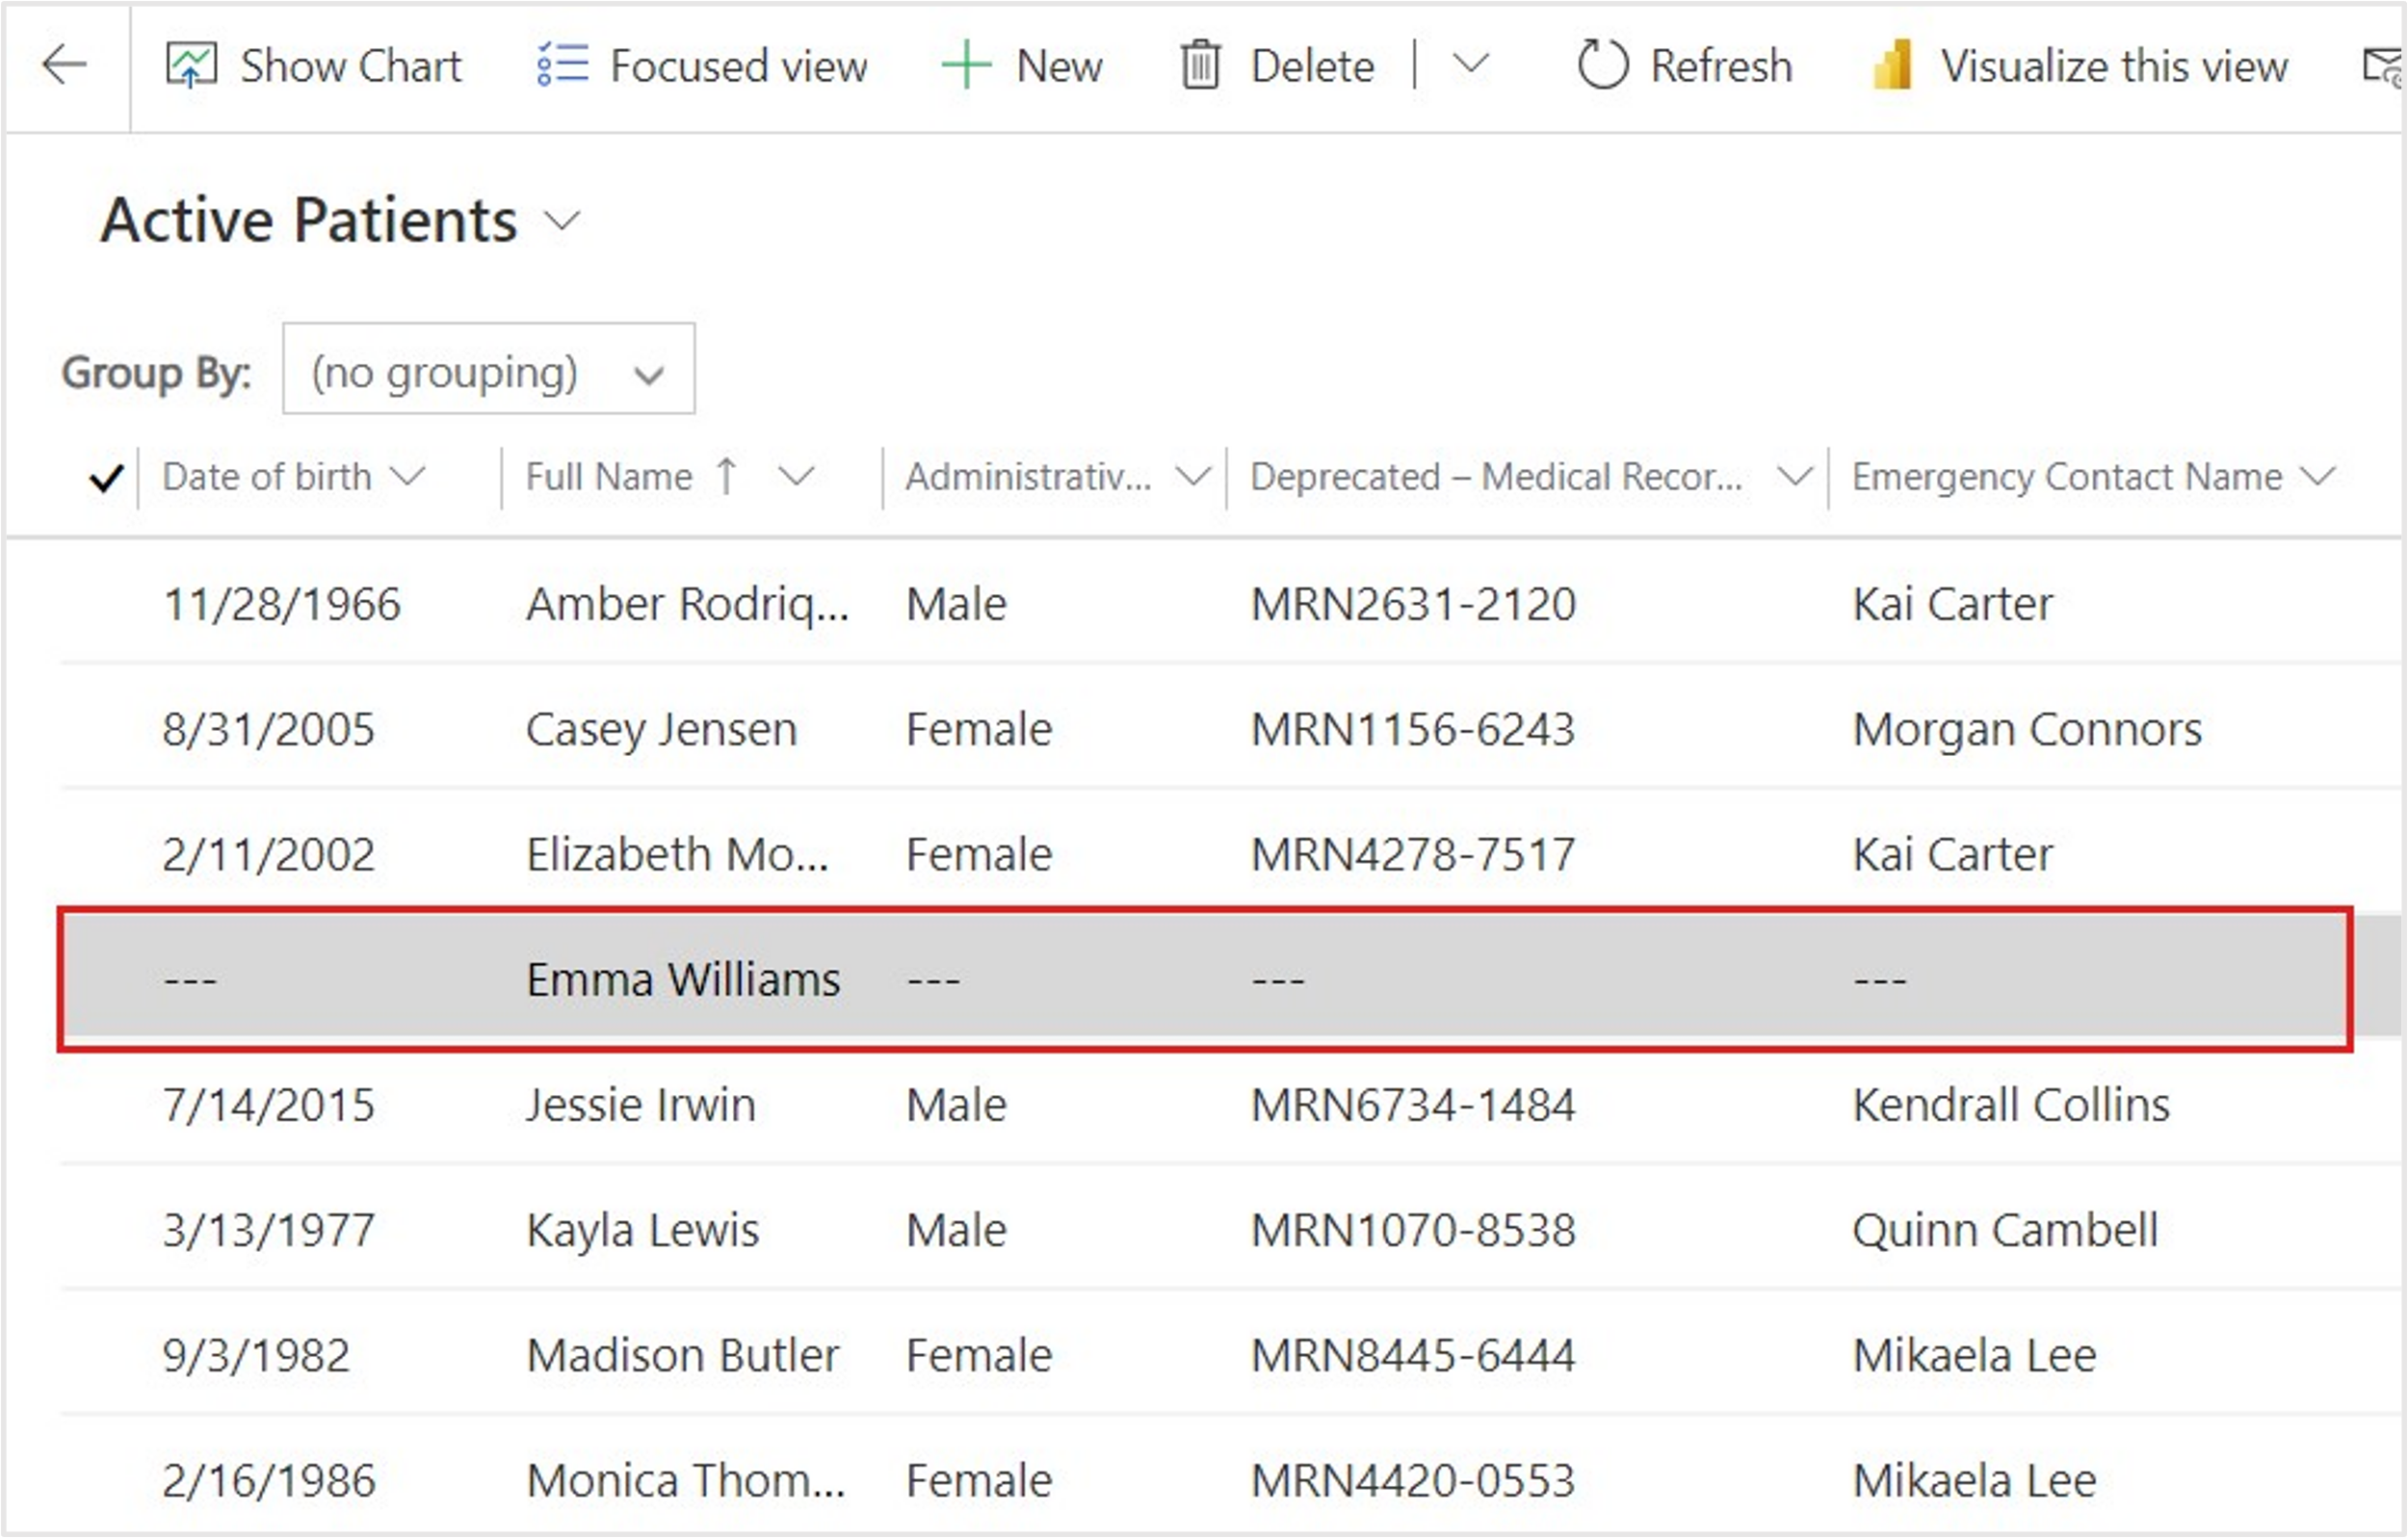 Show Chart Focused view New Delete Refresh Visualize this view
Active Patients
Group By: (no grouping)
Date of birth Full Name Administrativ... Deprecated – Medical Recor... Emergency Contact Name
11/28/1966 Amber Rodriq... Male MRN2631-2120 Kai Carter
8/31/2005 Casey Jensen Female MRN1156-6243 Morgan Connors
2/11/2002 Elizabeth Mo... Female MRN4278-7517 Kai Carter
--- Emma Williams --- --- ---
7/14/2015 Jessie Irwin Male MRN6734-1484 Kendrall Collins
3/13/1977 Kayla Lewis Male MRN1070-8538 Quinn Cambell
9/3/1982 Madison Butler Female MRN8445-6444 Mikaela Lee
2/16/1986 Monica Thom... Female MRN4420-0553 Mikaela Lee